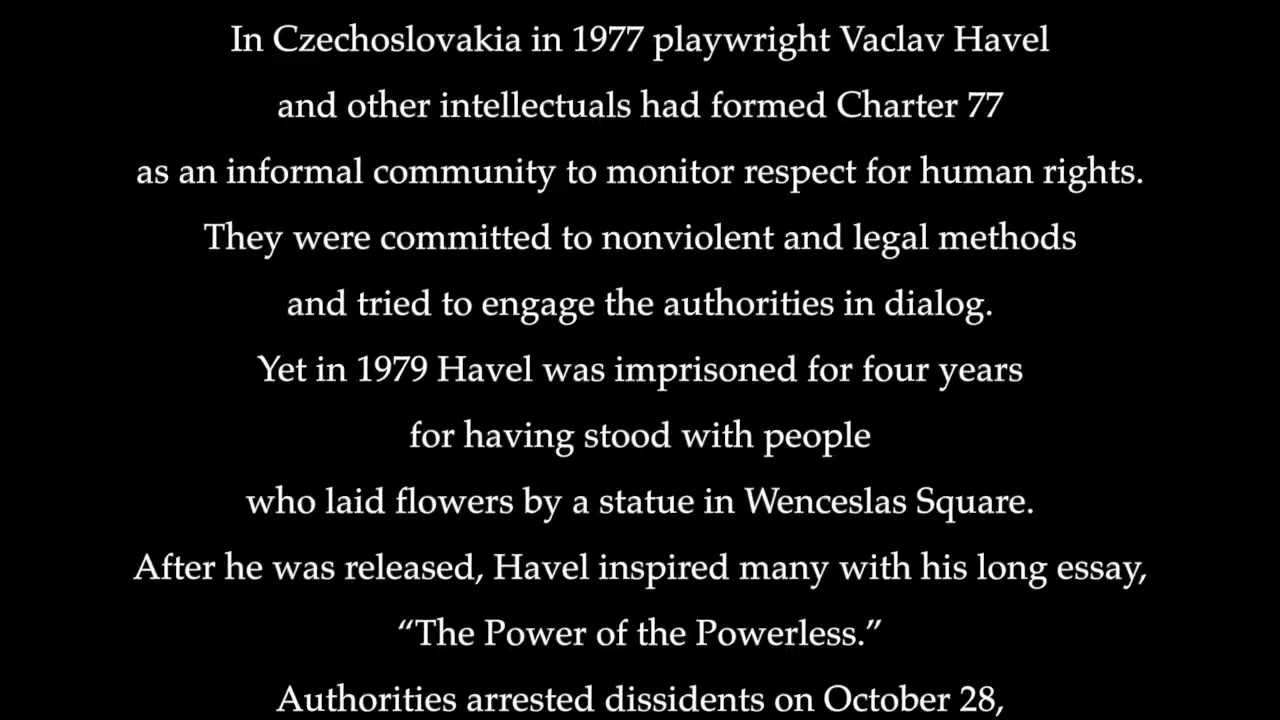 In Czechoslovakia in 1977 playwright Vaclav Havel
and other intellectuals had formed Charter 77
as an informal community to monitor respect for human rights.
They were committed to nonviolent and legal methods
and tried to engage the authorities in dialog.
Yet in 1979 Havel was imprisoned for four years
for having stood with people
who laid flowers by a statue in Wenceslas Square.
After he was released, Havel inspired many with his long essay,
“The Power of the Powerless.”
Authorities arrested dissidents on October 28,